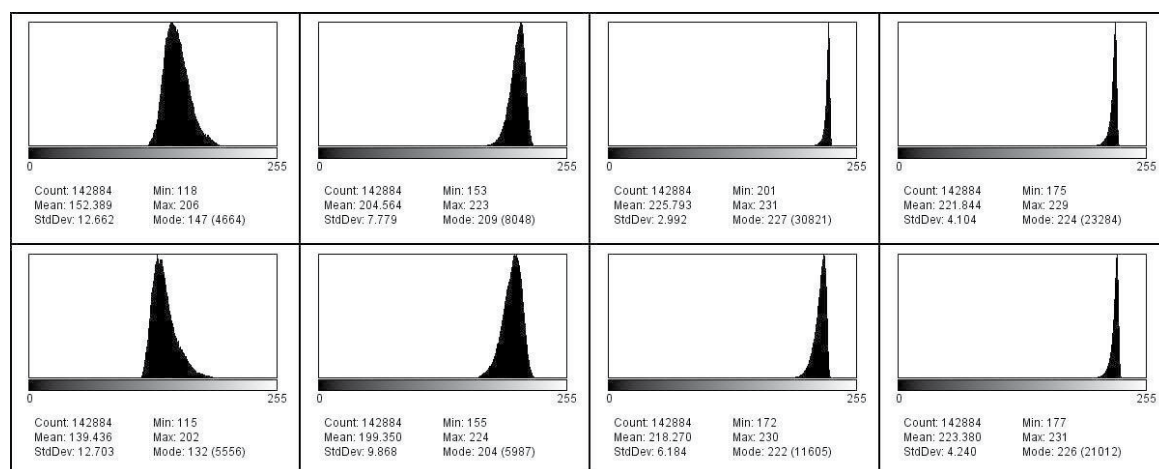 0 255
Count: 142884 Min: 118
Mean: 152.389 Max: 206
StdDev: 12.662 Mode: 147 (4664)
0 255
Count: 142884 Min: 153
Mean: 204.564 Max: 223
StdDev: 7.779 Mode: 209 (8048)
0 255
Count: 142884 Min: 201
Mean: 225.793 Max: 231
StdDev: 2.992 Mode: 227 (30821)
0 255
Count: 142884 Min: 175
Mean: 221.844 Max: 229
StdDev: 4.104 Mode: 224 (23284)
0 255
Count: 142884 Min: 115
Mean: 139.436 Max: 202
StdDev: 12.703 Mode: 132 (5556)
0 255
Count: 142884 Min: 155
Mean: 199.350 Max: 224
StdDev: 9.868 Mode: 204 (5987)
0 255
Count: 142884 Min: 172
Mean: 218.270 Max: 230
StdDev: 6.184 Mode: 222 (11605)
0 255
Count: 142884 Min: 177
Mean: 223.380 Max: 231
StdDev: 4.240 Mode: 226 (21012)